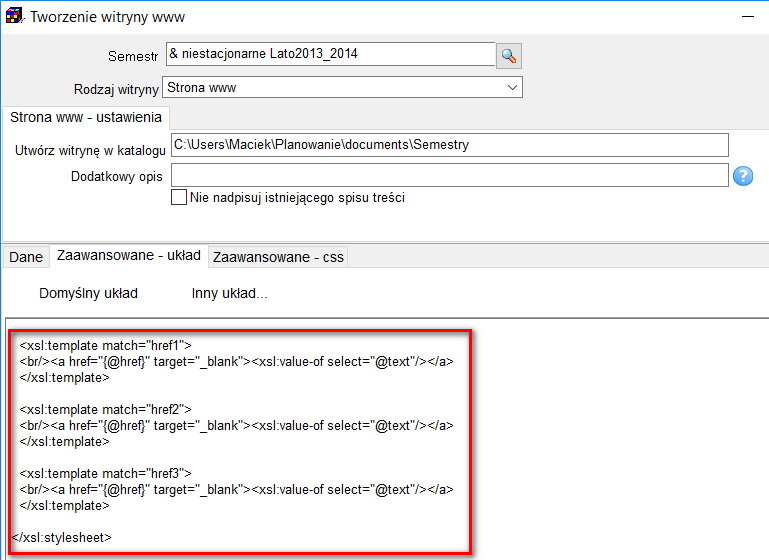 Tworzenie witryny www
Semestr & niestacjonarne Lato2013_2014
Rodzaj witryny Strona www
Strona www - ustawienia
Utwórz witrynę w katalogu C:\Users\Maciek\Planowanie\documents\Semestry
Dodatkowy opis ?
Nie nadpisuj istniejącego spisu treści
Dane Zaawansowane - układ Zaawansowane - css
Domyślny układ Inny układ...
<xsl:template match="href1">
<br/><a href="{@href}" target="_blank"><xsl:value-of select="@text"/></a>
</xsl:template>
<xsl:template match="href2">
<br/><a href="{@href}" target="_blank"><xsl:value-of select="@text"/></a>
</xsl:template>
<xsl:template match="href3">
<br/><a href="{@href}" target="_blank"><xsl:value-of select="@text"/></a>
</xsl:template>
</xsl:stylesheet>